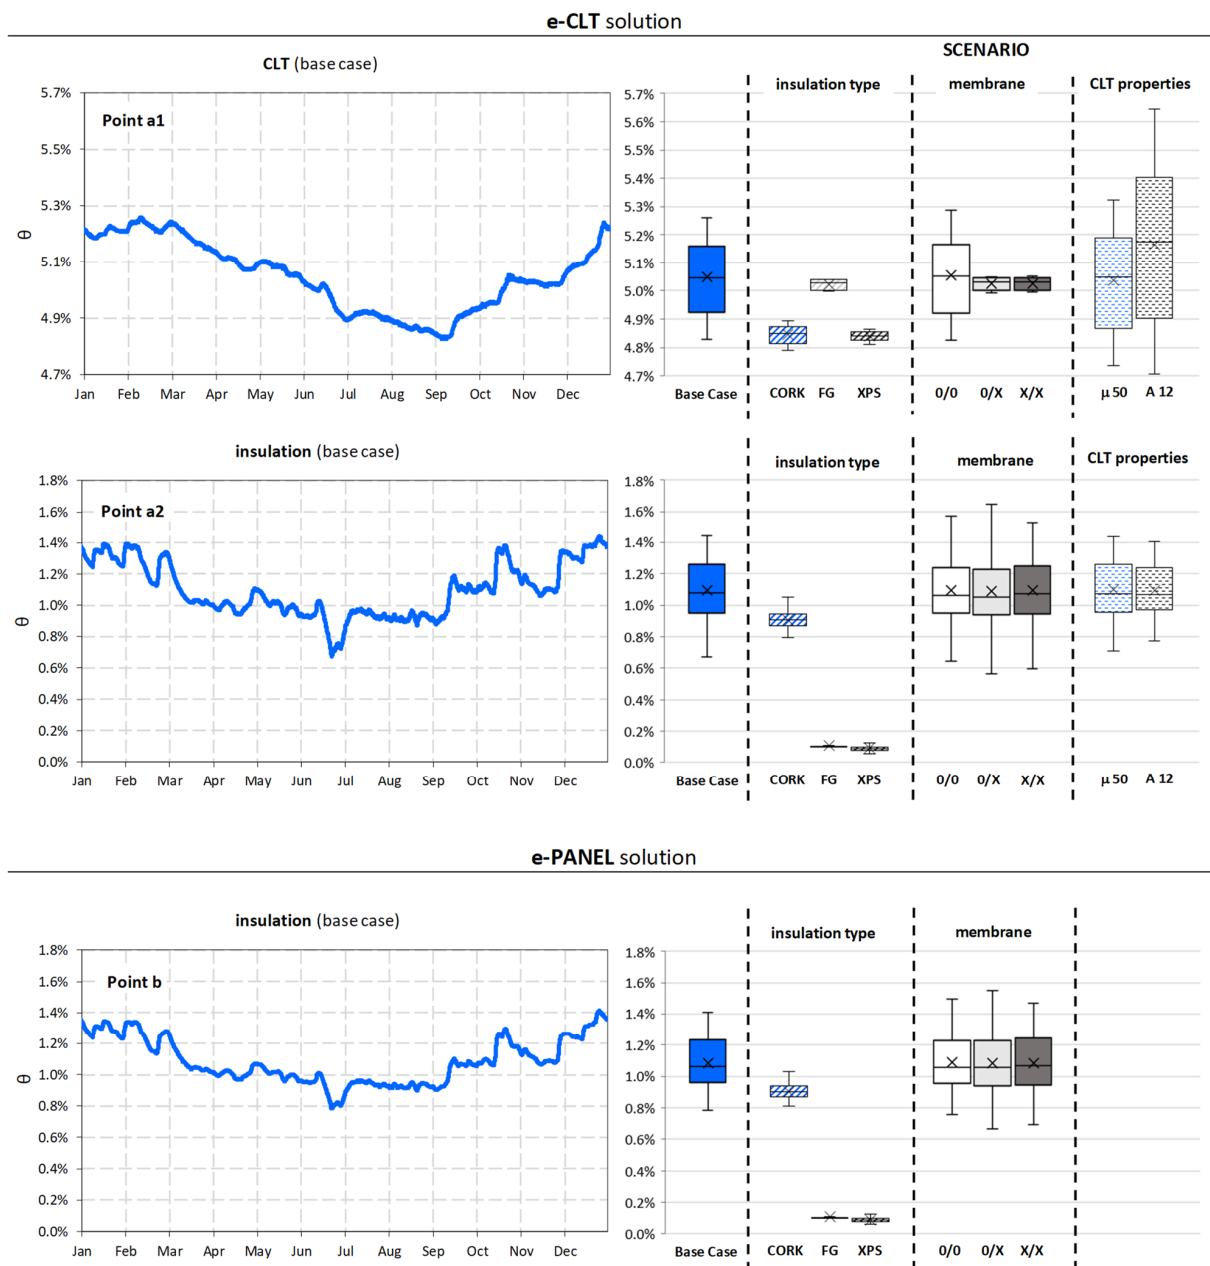 e-CLT solution
CLT (base case)
SCENARIO
insulation type
membrane
CLT properties
5.7%
5.5%
5.3%
5.1%
4.9%
4.7%
θ
Point a1
Jan Feb Mar Apr May Jun Jul Aug Sep Oct Nov Dec
5.7%
5.6%
5.5%
5.4%
5.3%
5.2%
5.1%
5.0%
4.9%
4.8%
4.7%
Base Case CORK FG XPS 0/0 0/X X/X μ 50 A 12
insulation (base case)
insulation type
membrane
CLT properties
1.8%
1.6%
1.4%
1.2%
1.0%
0.8%
0.6%
0.4%
0.2%
0.0%
θ
Point a2
Jan Feb Mar Apr May Jun Jul Aug Sep Oct Nov Dec
1.8%
1.6%
1.4%
1.2%
1.0%
0.8%
0.6%
0.4%
0.2%
0.0%
Base Case CORK FG XPS 0/0 0/X X/X μ 50 A 12
e-PANEL solution
insulation (base case)
insulation type
membrane
1.8%
1.6%
1.4%
1.2%
1.0%
0.8%
0.6%
0.4%
0.2%
0.0%
θ
Point b
Jan Feb Mar Apr May Jun Jul Aug Sep Oct Nov Dec
1.8%
1.6%
1.4%
1.2%
1.0%
0.8%
0.6%
0.4%
0.2%
0.0%
Base Case CORK FG XPS 0/0 0/X X/X